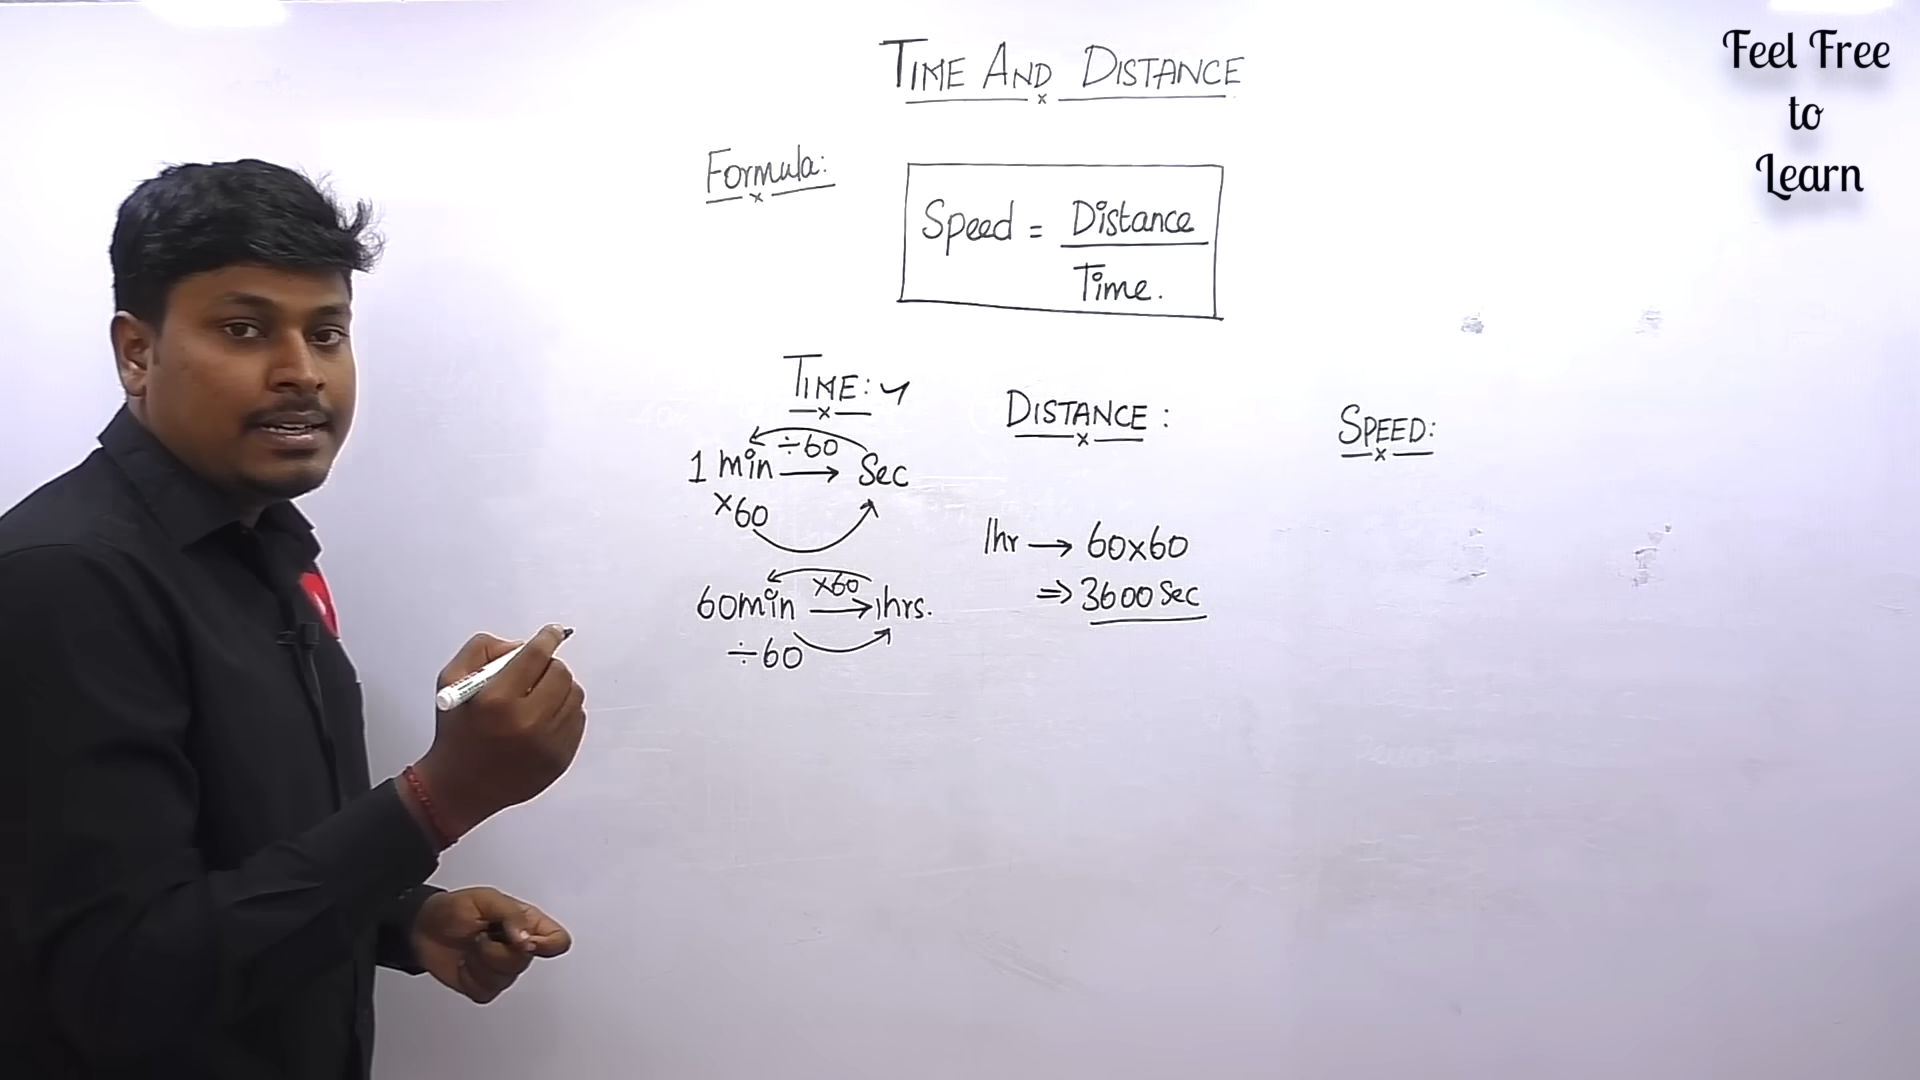 TIME AND DISTANCE
Feel Free
to
Learn
Formula:
Speed = Distance
Time.
TIME:
DISTANCE:
SPEED:
÷60
1 min → Sec
×60
1hr → 60×60
⇒ 3600 Sec
×60
60min → 1hrs.
÷60